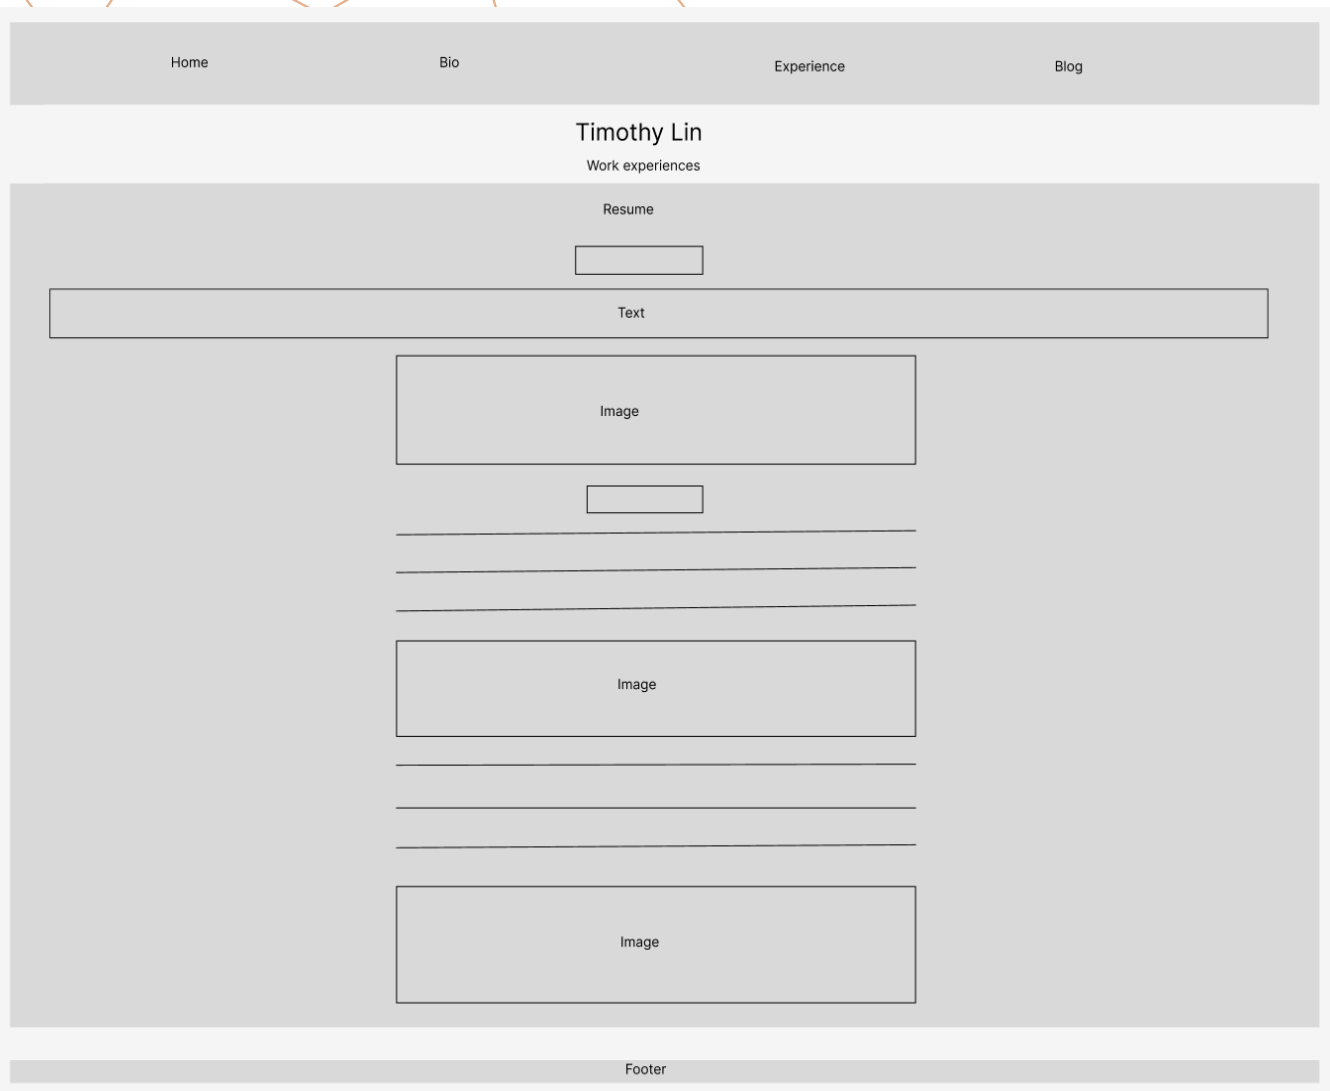 Home Bio Experience Blog
Timothy Lin
Work experiences
Resume
Text
Image
Image
Image
Footer